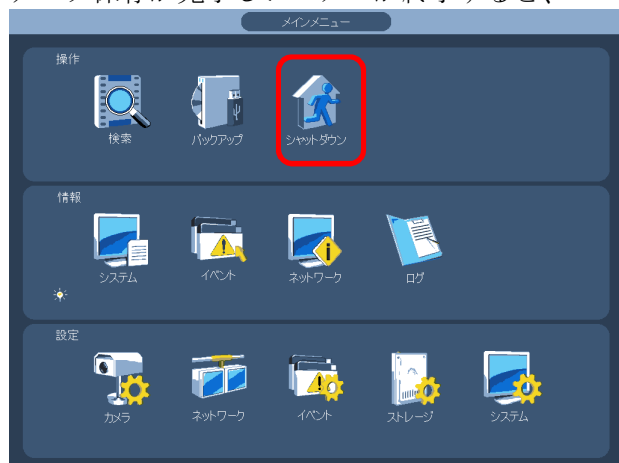 メインメニュー
操作
検索
バックアップ
シャットダウン
情報
システム
イベント
ネットワーク
ログ
設定
カメラ
ネットワーク
イベント
ストレージ
システム